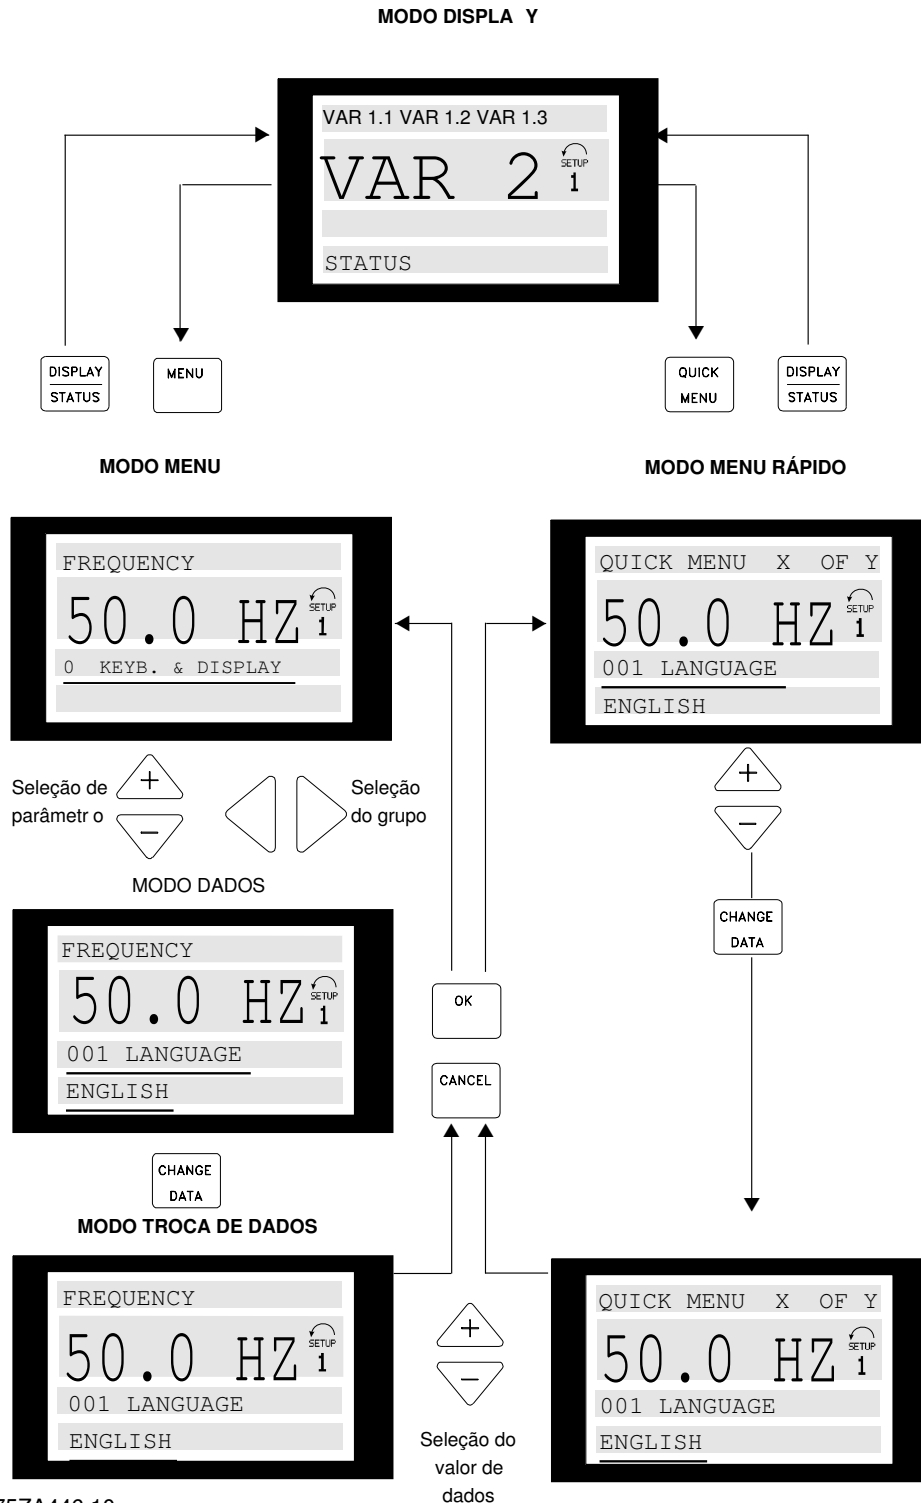 MODO DISPLA Y
VAR 1.1 VAR 1.2 VAR 1.3
VAR 2
SETUP
1
STATUS
DISPLAY
STATUS
MENU
QUICK
MENU
DISPLAY
STATUS
MODO MENU
MODO MENU RÁPIDO
FREQUENCY
50.0 HZ
SETUP
1
0 KEYB. & DISPLAY
QUICK MENU X OF Y
50.0 HZ
SETUP
1
001 LANGUAGE
ENGLISH
Seleção de
parâmetr o
+
−
Seleção
do grupo
+
−
MODO DADOS
FREQUENCY
50.0 HZ
SETUP
1
001 LANGUAGE
ENGLISH
CHANGE
DATA
OK
CANCEL
CHANGE
DATA
MODO TROCA DE DADOS
FREQUENCY
50.0 HZ
SETUP
1
001 LANGUAGE
ENGLISH
+
−
Seleção do
valor de
dados
QUICK MENU X OF Y
50.0 HZ
SETUP
1
001 LANGUAGE
ENGLISH